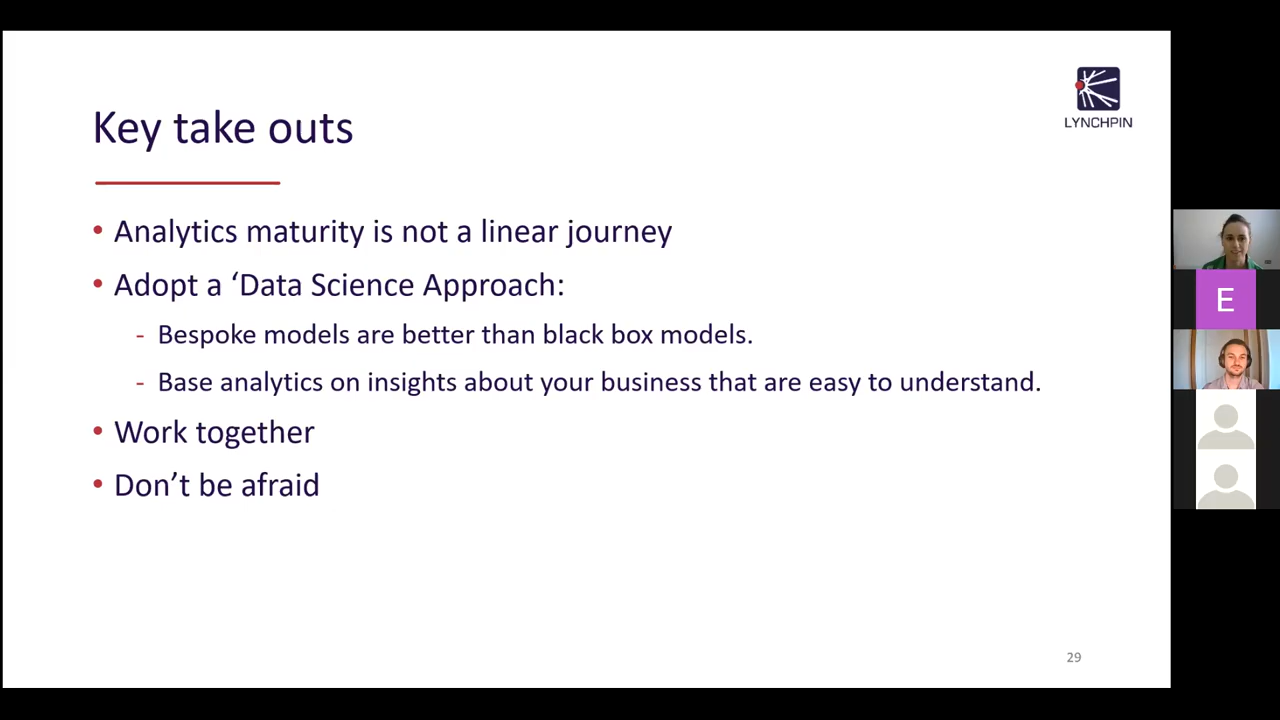 Key take outs
LYNCHPIN
• Analytics maturity is not a linear journey
• Adopt a ‘Data Science Approach:
- Bespoke models are better than black box models.
- Base analytics on insights about your business that are easy to understand.
• Work together
• Don’t be afraid
E
29